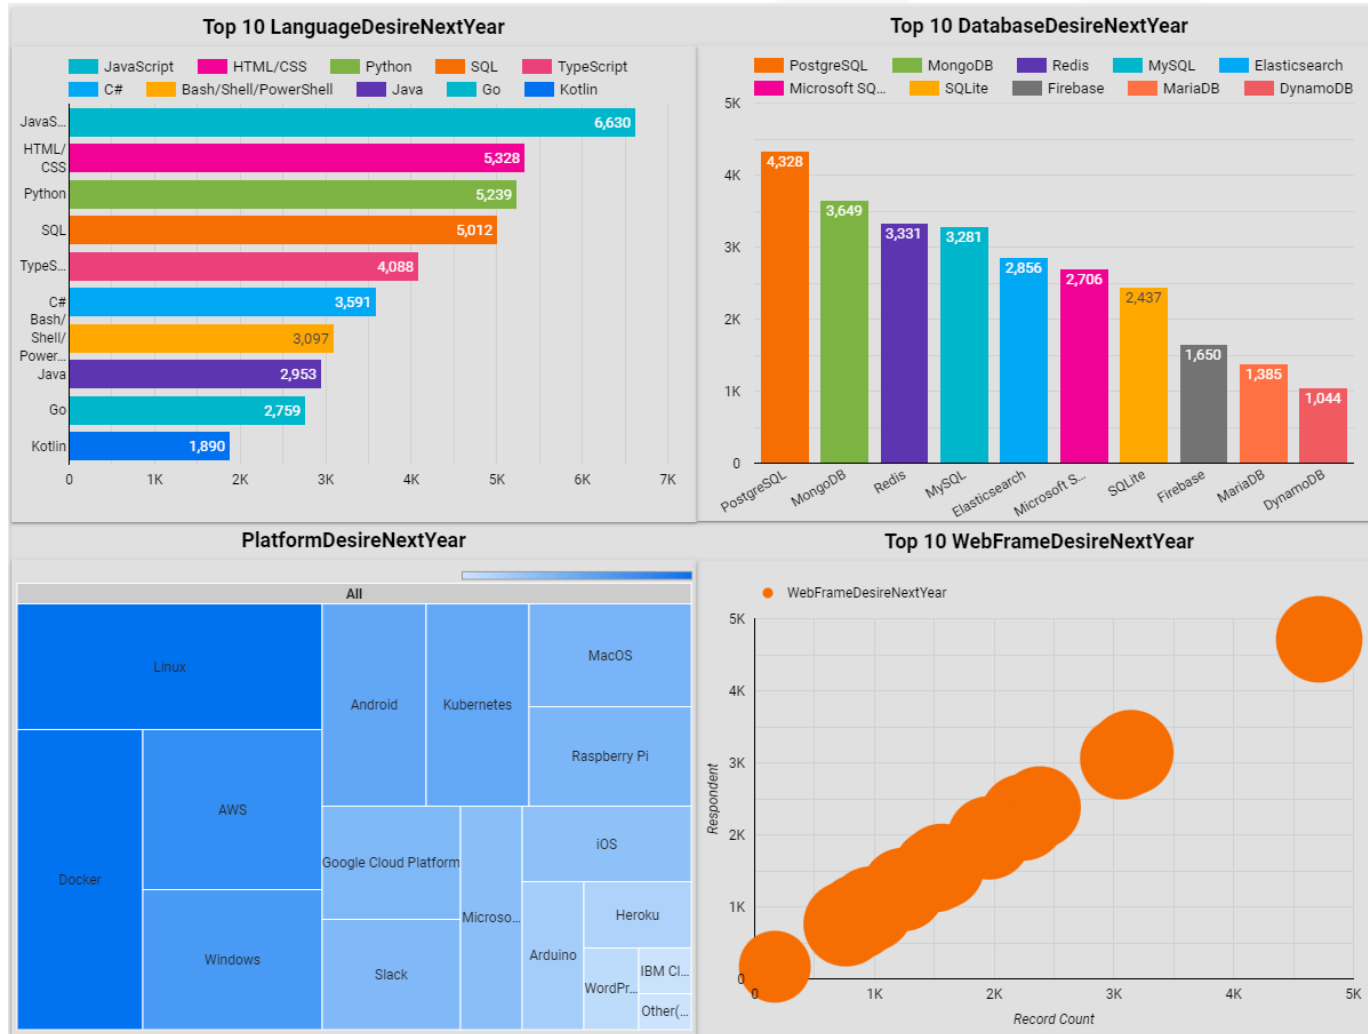 Top 10 LanguageDesireNextYear
JavaScript HTML/CSS Python SQL TypeScript
C# Bash/Shell/PowerShell Java Go Kotlin
JavaS... 6,630
HTML/
CSS 5,328
Python 5,239
SQL 5,012
TypeS... 4,088
C# 3,591
Bash/
Shell/ 3,097
Power...
Java 2,953
Go 2,759
Kotlin 1,890
0 1K 2K 3K 4K 5K 6K 7K
Top 10 DatabaseDesireNextYear
PostgreSQL MongoDB Redis MySQL Elasticsearch
Microsoft SQ... SQLite Firebase MariaDB DynamoDB
5K
4K
3K
2K
1K
0
4,328
3,649
3,331
3,281
2,856
2,706
2,437
1,650
1,385
1,044
PostgreSQL MongoDB Redis MySQL Elasticsearch Microsoft S... SQLite Firebase MariaDB DynamoDB
PlatformDesireNextYear
All
Linux
Docker
AWS
Windows
Android
Kubernetes
MacOS
Raspberry Pi
Google Cloud Platform
Slack
Microso...
iOS
Arduino
Heroku
WordPr...
IBM Cl...
Other(...
Top 10 WebFrameDesireNextYear
WebFrameDesireNextYear
5K
4K
3K
2K
1K
0
Respondent
0 1K 2K 3K 4K 5K
Record Count